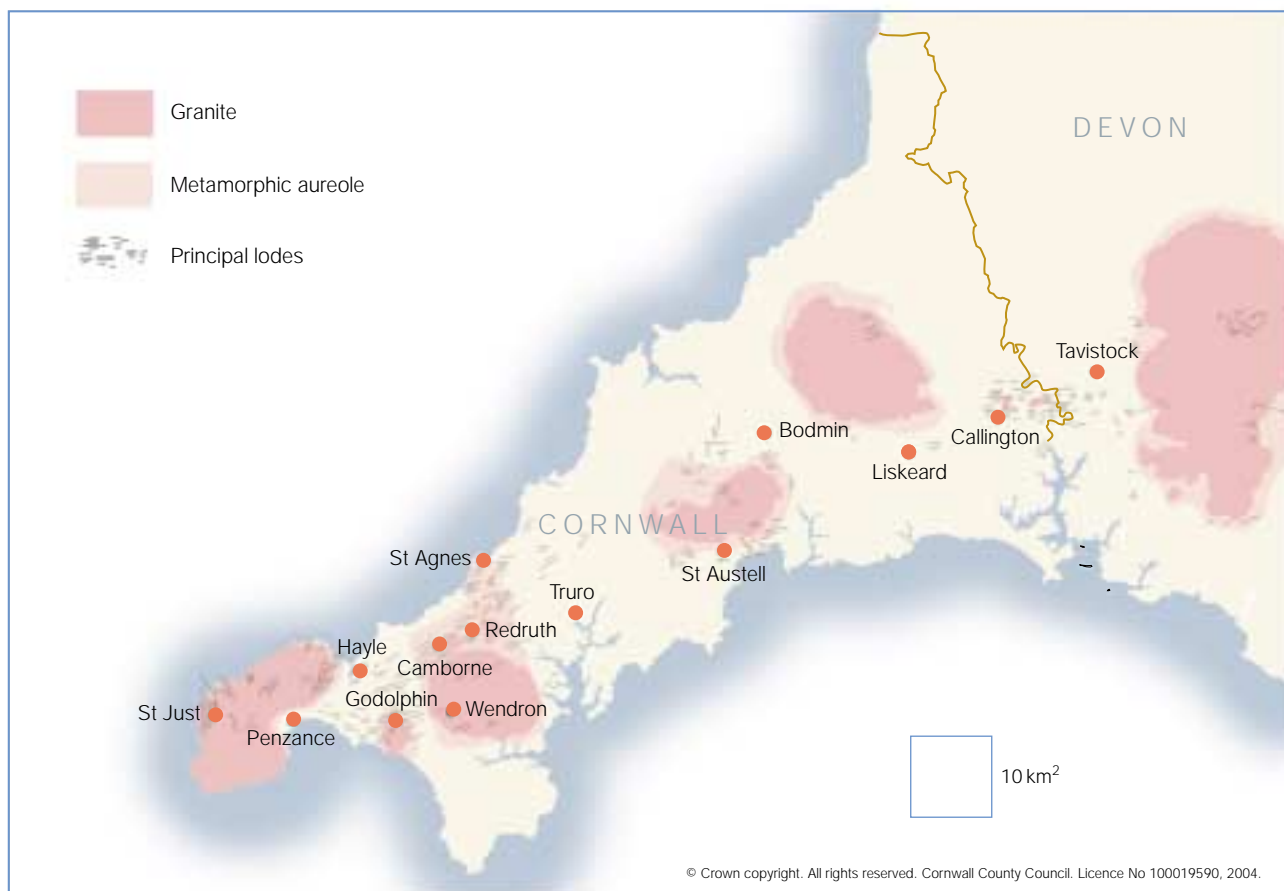 Granite
Metamorphic aureole
Principal lodes
DEVON
Tavistock
Bodmin
Callington
Liskeard
CORNWALL
St Agnes
St Austell
Truro
Redruth
Hayle
Camborne
Godolphin
St Just
Wendron
Penzance
10 km²
© Crown copyright. All rights reserved. Cornwall County Council. Licence No 100019590, 2004.